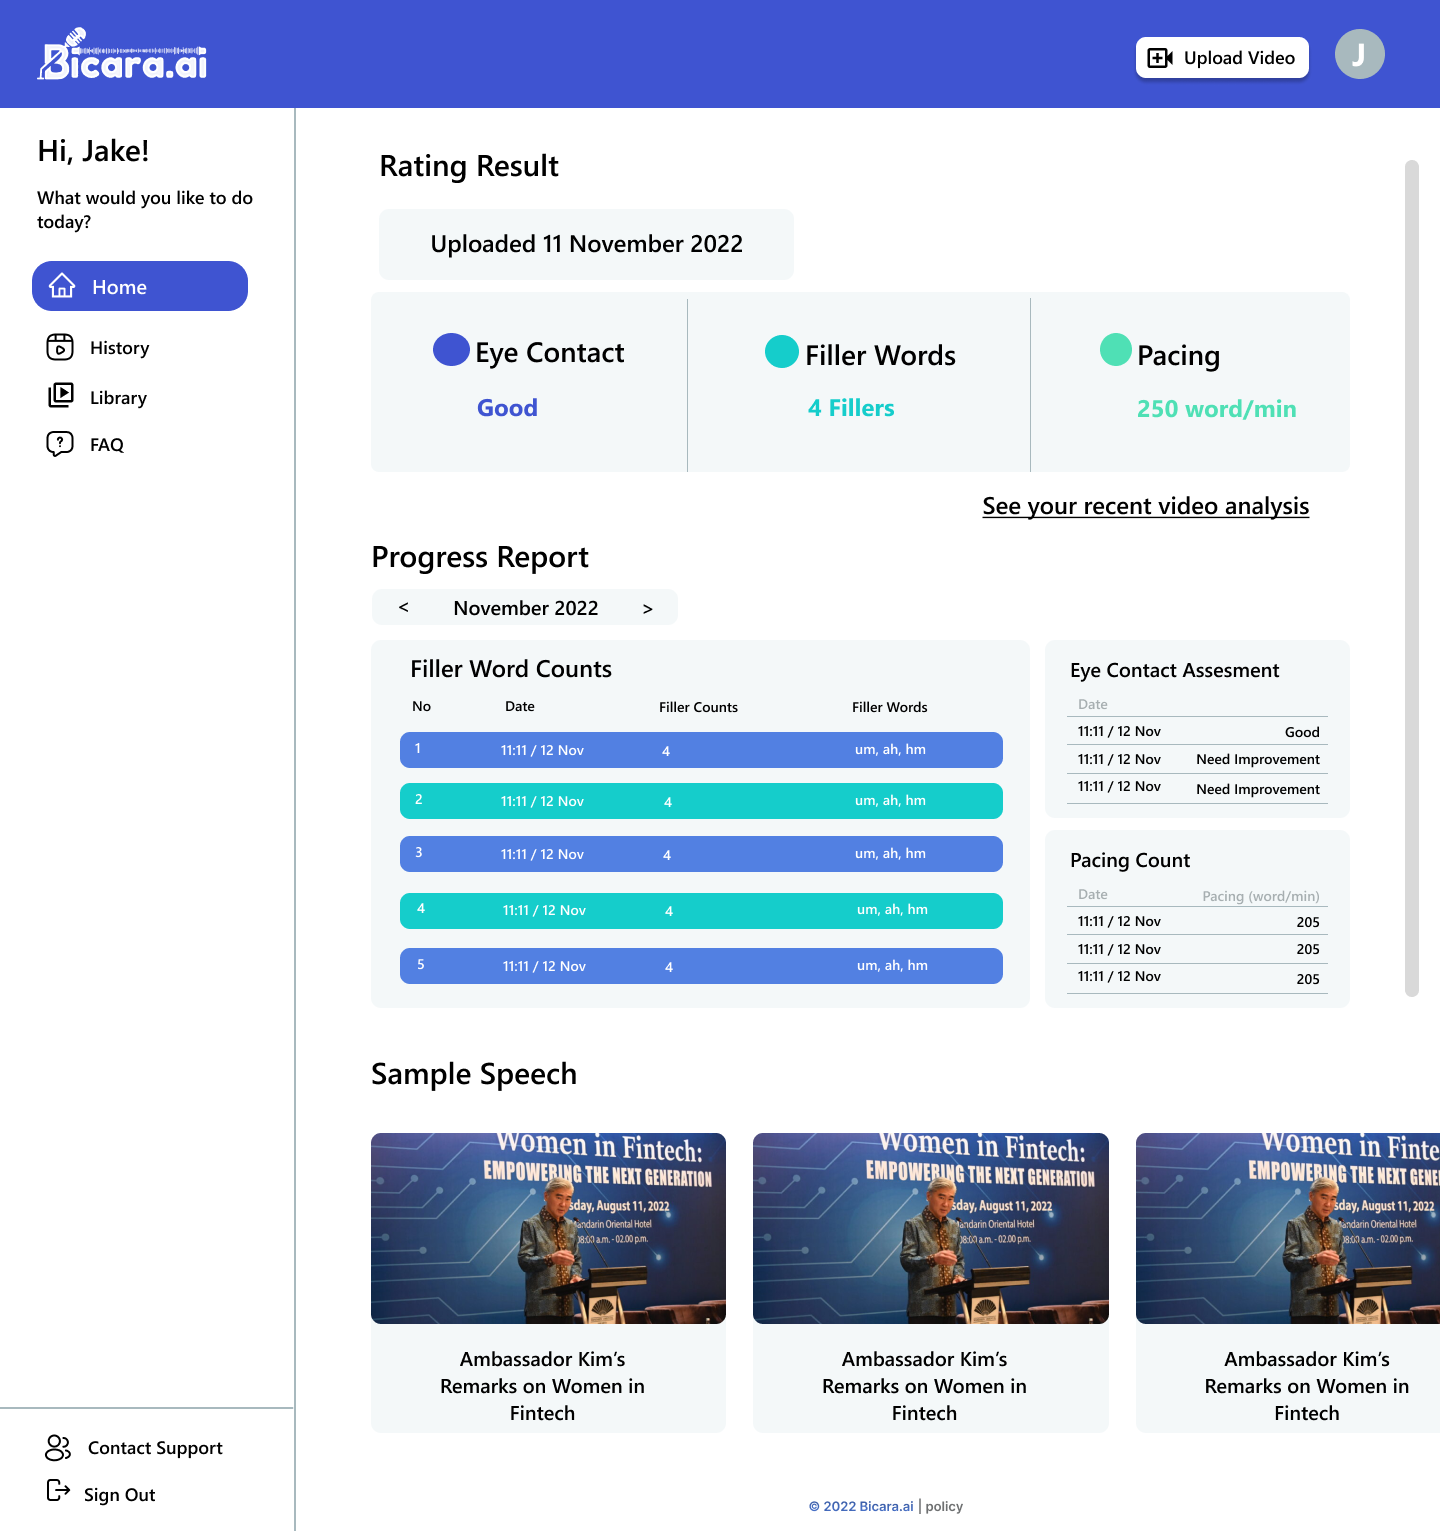 Bicara.ai
Upload Video
J
Hi, Jake!
What would you like to do
today?
Home
History
Library
FAQ
Contact Support
Sign Out
Rating Result
Uploaded 11 November 2022
Eye Contact
Good
Filler Words
4 Fillers
Pacing
250 word/min
See your recent video analysis
Progress Report
< November 2022 >
Filler Word Counts
No Date Filler Counts Filler Words
1 11:11 / 12 Nov 4 um, ah, hm
2 11:11 / 12 Nov 4 um, ah, hm
3 11:11 / 12 Nov 4 um, ah, hm
4 11:11 / 12 Nov 4 um, ah, hm
5 11:11 / 12 Nov 4 um, ah, hm
Eye Contact Assesment
Date
11:11 / 12 Nov Good
11:11 / 12 Nov Need Improvement
11:11 / 12 Nov Need Improvement
Pacing Count
Date Pacing (word/min)
11:11 / 12 Nov 205
11:11 / 12 Nov 205
11:11 / 12 Nov 205
Sample Speech
Women in Fintech:
EMPOWERING THE NEXT GENERATION
sday, August 11, 2022
andarin Oriental Hotel
08:00 a.m. - 02.00 p.m.
Ambassador Kim's
Remarks on Women in
Fintech
Women in Fintech:
EMPOWERING THE NEXT GENERATION
sday, August 11, 2022
andarin Oriental Hotel
08:00 a.m. - 02.00 p.m.
Ambassador Kim's
Remarks on Women in
Fintech
Women in Finte
EMPOWERING THE NEXT GENER
sday, August 11, 2022
andarin Oriental Hotel
08:00 a.m. - 02.00 p.m.
Ambassador Kim's
Remarks on Women in
Fintech
© 2022 Bicara.ai | policy